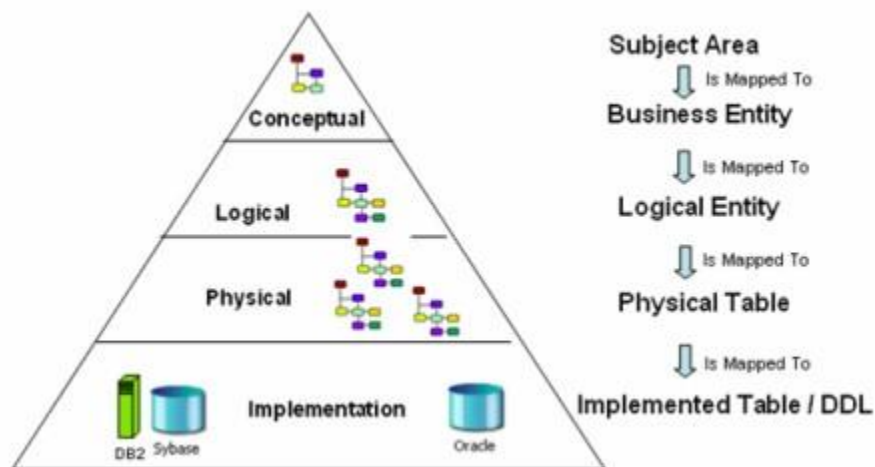 Conceptual
Logical
Physical
Implementation
DB2
Sybase
Oracle
Subject Area
Is Mapped To
Business Entity
Is Mapped To
Logical Entity
Is Mapped To
Physical Table
Is Mapped To
Implemented Table / DDL